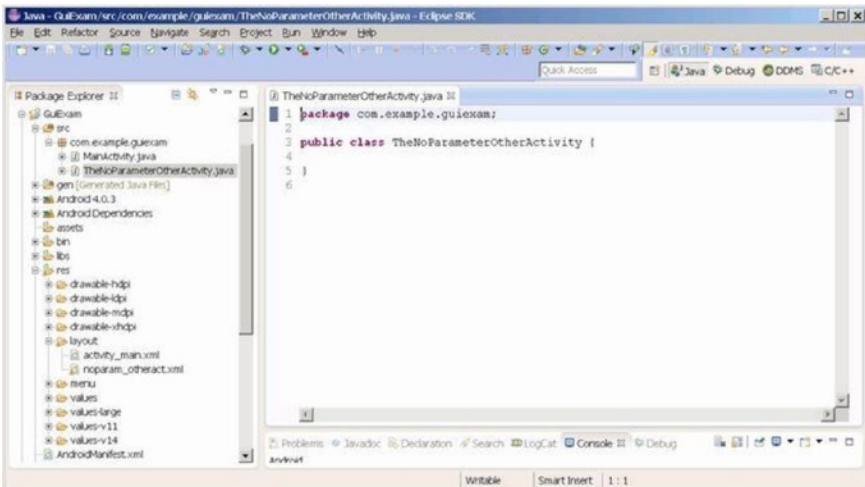 Java - GuiExam/src/com/example/guiexam/TheNoParameterOtherActivity.java - Eclipse SDK
File Edit Refactor Source Navigate Search Project Run Window Help
Quick Access
Java Debug DDMS C/C++
Package Explorer
GuiExam
src
com.example.guiexam
MainActivity.java
TheNoParameterOtherActivity.java
gen [Generated Java Files]
Android 4.0.3
Android Dependencies
assets
bin
libs
res
drawable-hdpi
drawable-ldpi
drawable-mdpi
drawable-xhdpi
layout
activity_main.xml
noparam_otheract.xml
menu
values
values-large
values-v11
values-v14
AndroidManifest.xml
TheNoParameterOtherActivity.java
1 package com.example.guiexam;
2
3 public class TheNoParameterOtherActivity {
4
5 }
6
Problems Javadoc Declaration Search LogCat Console Debug
Android
Writable Smart Insert 1 : 1